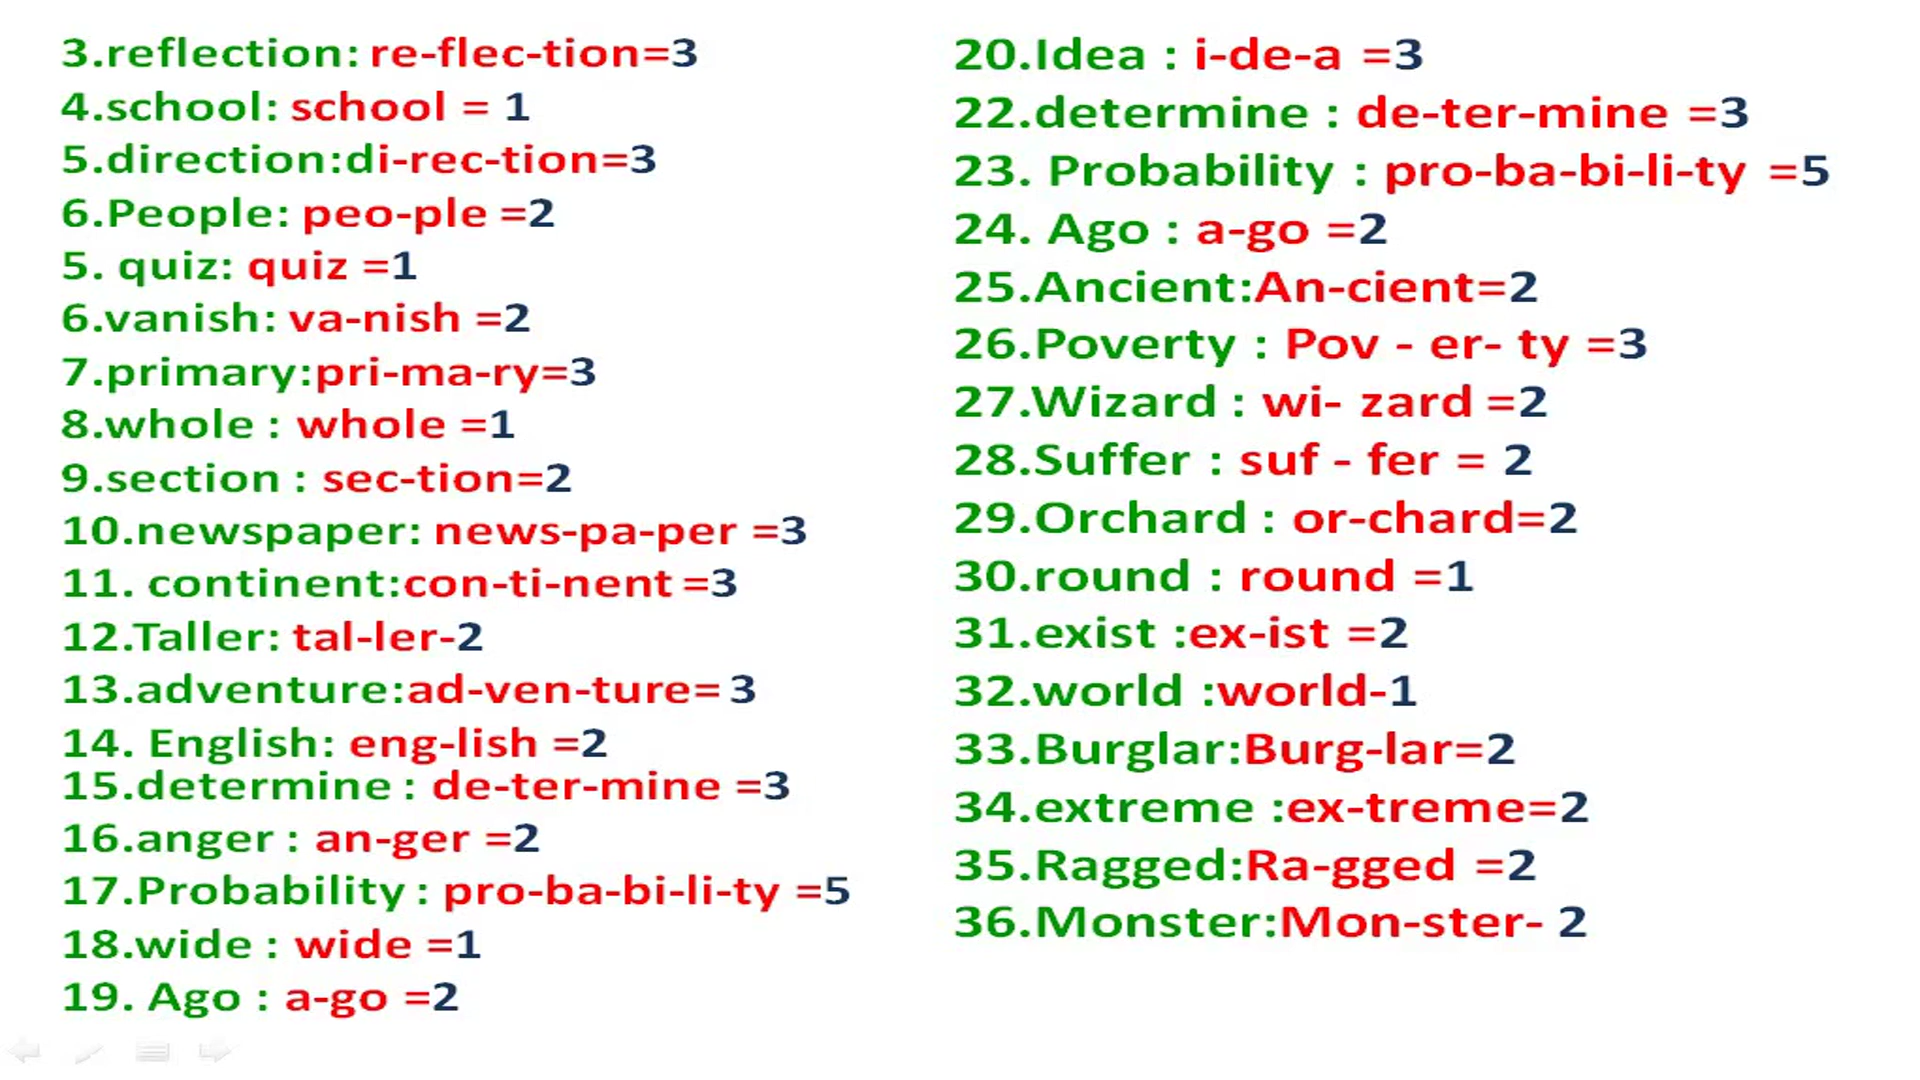 3.reflection: re-flec-tion=3
4.school: school = 1
5.direction:di-rec-tion=3
6.People: peo-ple =2
5. quiz: quiz =1
6.vanish: va-nish =2
7.primary:pri-ma-ry=3
8.whole : whole =1
9.section : sec-tion=2
10.newspaper: news-pa-per =3
11. continent:con-ti-nent =3
12.Taller: tal-ler-2
13.adventure:ad-ven-ture= 3
14. English: eng-lish =2
15.determine : de-ter-mine =3
16.anger : an-ger =2
17.Probability : pro-ba-bi-li-ty =5
18.wide : wide =1
19. Ago : a-go =2
20.Idea : i-de-a =3
22.determine : de-ter-mine =3
23. Probability : pro-ba-bi-li-ty =5
24. Ago : a-go =2
25.Ancient:An-cient=2
26.Poverty : Pov - er- ty =3
27.Wizard : wi- zard =2
28.Suffer : suf - fer = 2
29.Orchard : or-chard=2
30.round : round =1
31.exist :ex-ist =2
32.world :world-1
33.Burglar:Burg-lar=2
34.extreme :ex-treme=2
35.Ragged:Ra-gged =2
36.Monster:Mon-ster- 2